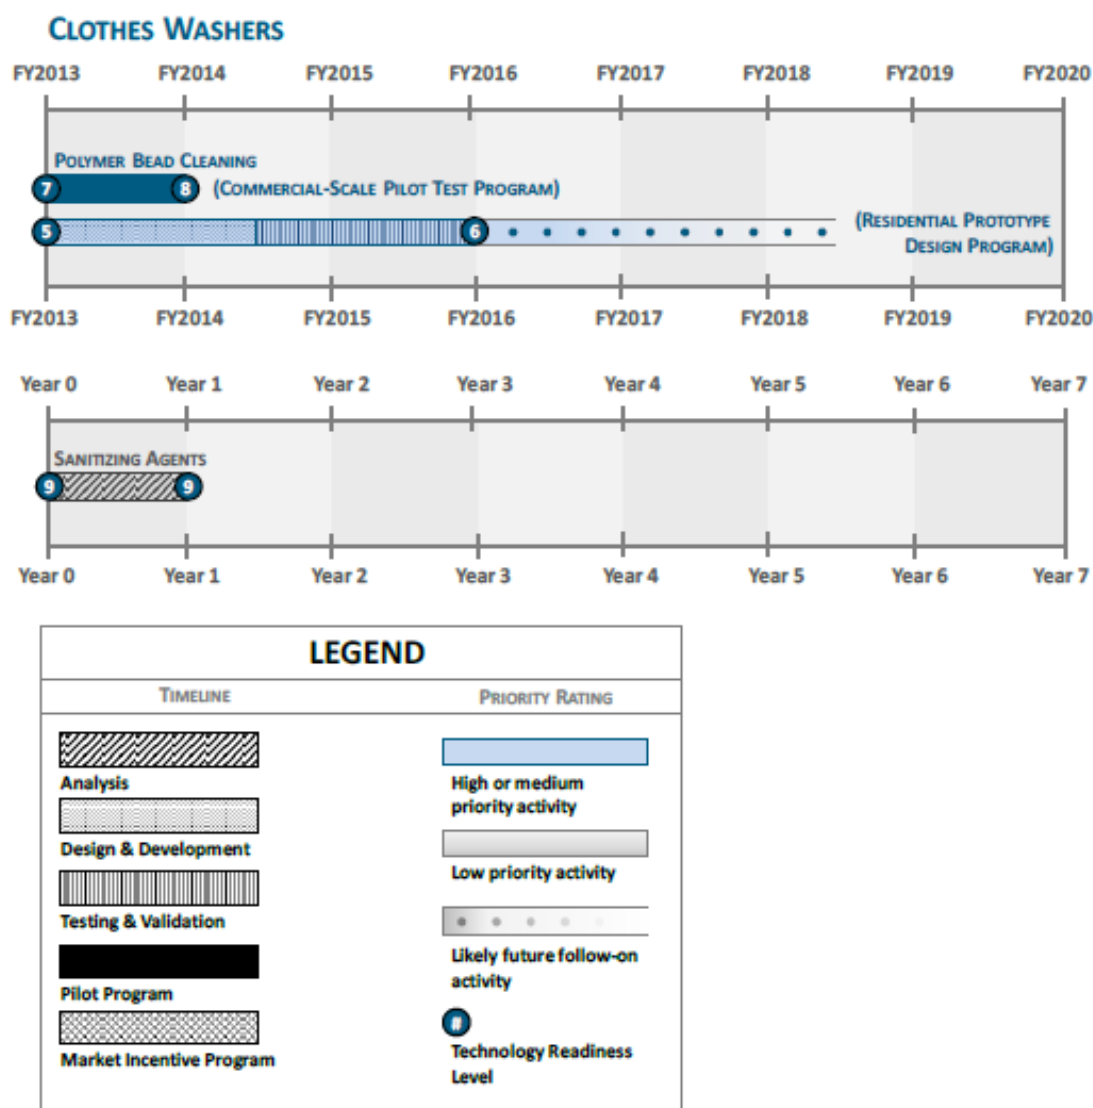 CLOTHES WASHERS
FY2013 FY2014 FY2015 FY2016 FY2017 FY2018 FY2019 FY2020
POLYMER BEAD CLEANING
7 8 (COMMERCIAL-SCALE PILOT TEST PROGRAM)
5 6 (RESIDENTIAL PROTOTYPE
DESIGN PROGRAM)
FY2013 FY2014 FY2015 FY2016 FY2017 FY2018 FY2019 FY2020
Year 0 Year 1 Year 2 Year 3 Year 4 Year 5 Year 6 Year 7
SANITIZING AGENTS
9 9
Year 0 Year 1 Year 2 Year 3 Year 4 Year 5 Year 6 Year 7
LEGEND
TIMELINE
Analysis
Design & Development
Testing & Validation
Pilot Program
Market Incentive Program
PRIORITY RATING
High or medium
priority activity
Low priority activity
Likely future follow-on
activity
#
Technology Readiness
Level